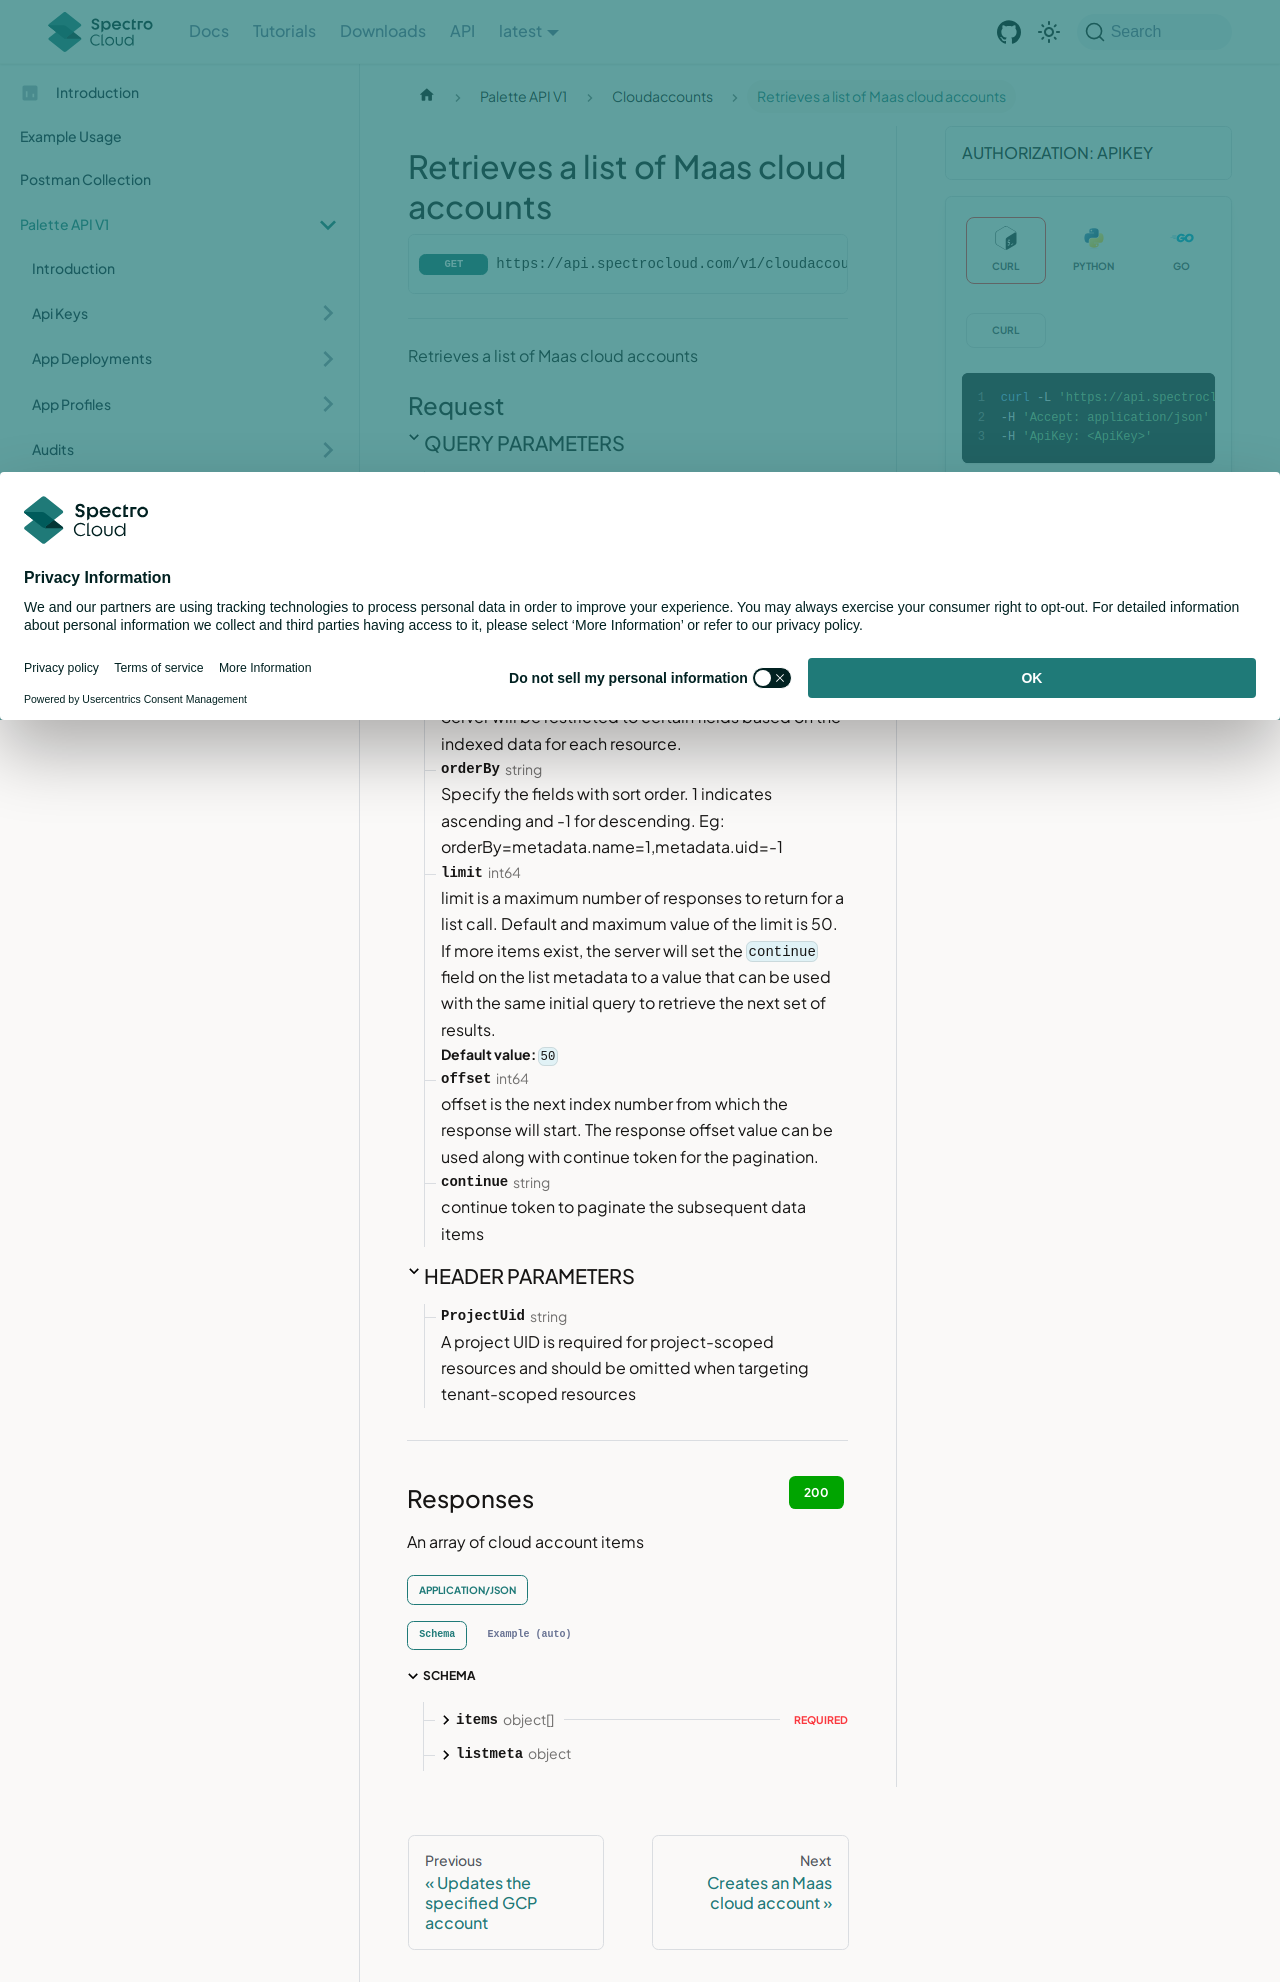 Spectro Cloud
Docs
Tutorials
Downloads
API
latest
Search
Introduction
Example Usage
Postman Collection
Palette API V1
Introduction
Api Keys
App Deployments
App Profiles
Audits
Palette API V1
Cloudaccounts
Retrieves a list of Maas cloud accounts
Retrieves a list of Maas cloud
accounts
GET
https://api.spectrocloud.com/v1/cloudaccou
Retrieves a list of Maas cloud accounts
Request
QUERY PARAMETERS
AUTHORIZATION: APIKEY
CURL
PYTHON
GO
CURL
1 curl -L 'https://api.spectrocl
2 -H 'Accept: application/json'
3 -H 'ApiKey: <ApiKey>'
Spectro
Cloud
Privacy Information
We and our partners are using tracking technologies to process personal data in order to improve your experience. You may always exercise your consumer right to opt-out. For detailed information
about personal information we collect and third parties having access to it, please select ‘More Information’ or refer to our privacy policy.
Privacy policy
Terms of service
More Information
Powered by Usercentrics Consent Management
Do not sell my personal information
OK
Server will be restricted to certain fields based on the
indexed data for each resource.
orderBy string
Specify the fields with sort order. 1 indicates
ascending and -1 for descending. Eg:
orderBy=metadata.name=1,metadata.uid=-1
limit int64
limit is a maximum number of responses to return for a
list call. Default and maximum value of the limit is 50.
If more items exist, the server will set the continue
field on the list metadata to a value that can be used
with the same initial query to retrieve the next set of
results.
Default value: 50
offset int64
offset is the next index number from which the
response will start. The response offset value can be
used along with continue token for the pagination.
continue string
continue token to paginate the subsequent data
items
HEADER PARAMETERS
ProjectUid string
A project UID is required for project-scoped
resources and should be omitted when targeting
tenant-scoped resources
Responses
200
An array of cloud account items
APPLICATION/JSON
Schema
Example (auto)
SCHEMA
items object[]
REQUIRED
listmeta object
Previous
« Updates the
specified GCP
account
Next
Creates an Maas
cloud account »